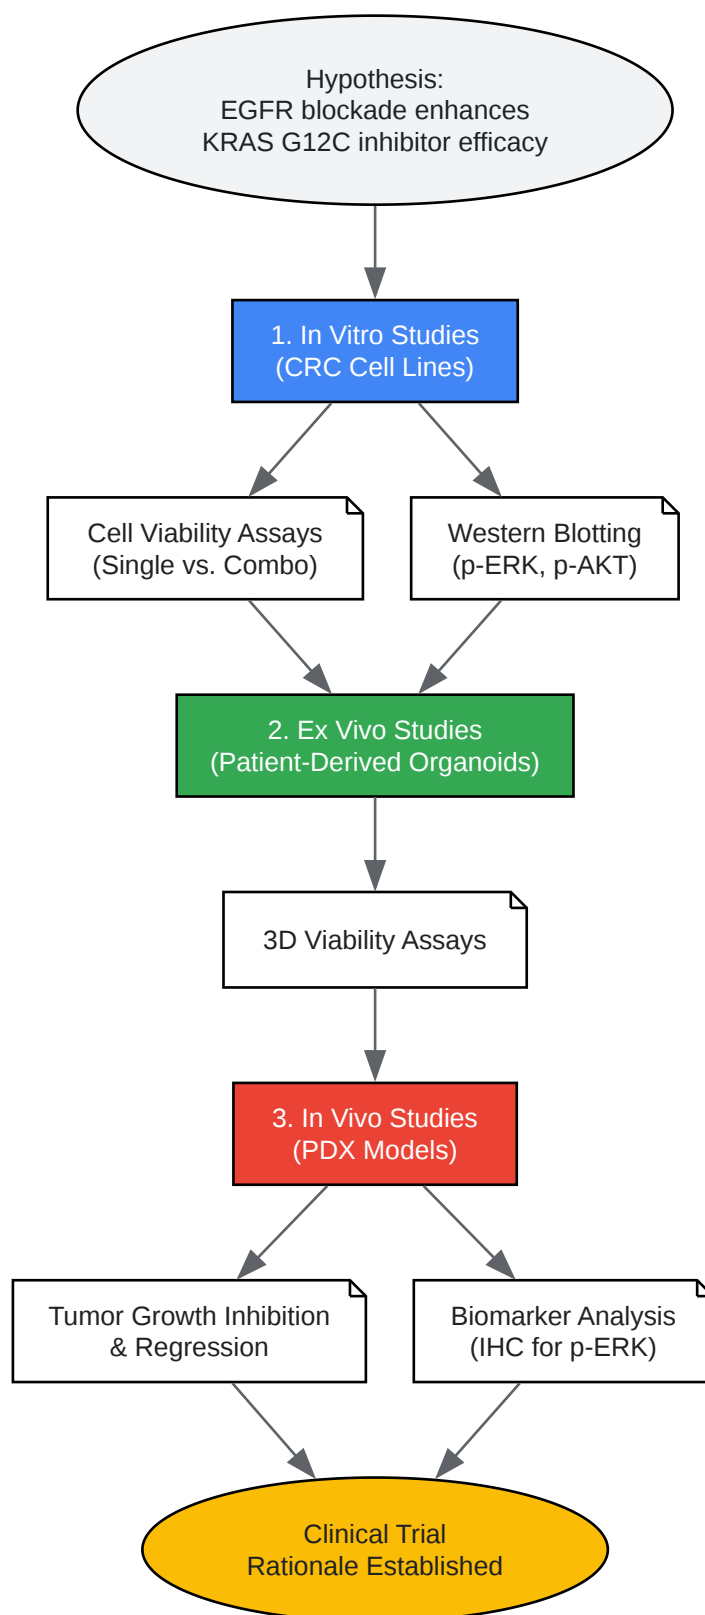 Hypothesis:
EGFR blockade enhances
KRAS G12C inhibitor efficacy
1. In Vitro Studies
(CRC Cell Lines)
Cell Viability Assays
(Single vs. Combo)
Western Blotting
(p-ERK, p-AKT)
2. Ex Vivo Studies
(Patient-Derived Organoids)
3D Viability Assays
3. In Vivo Studies
(PDX Models)
Tumor Growth Inhibition
& Regression
Biomarker Analysis
(IHC for p-ERK)
Clinical Trial
Rationale Established